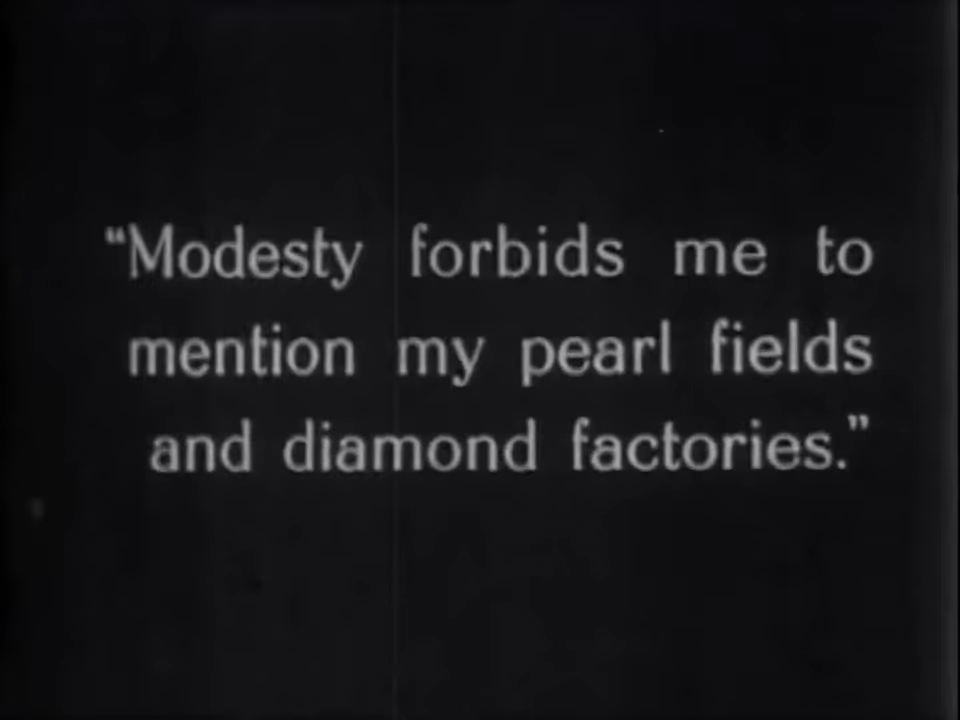 “Modesty forbids me to
mention my pearl fields
and diamond factories.”